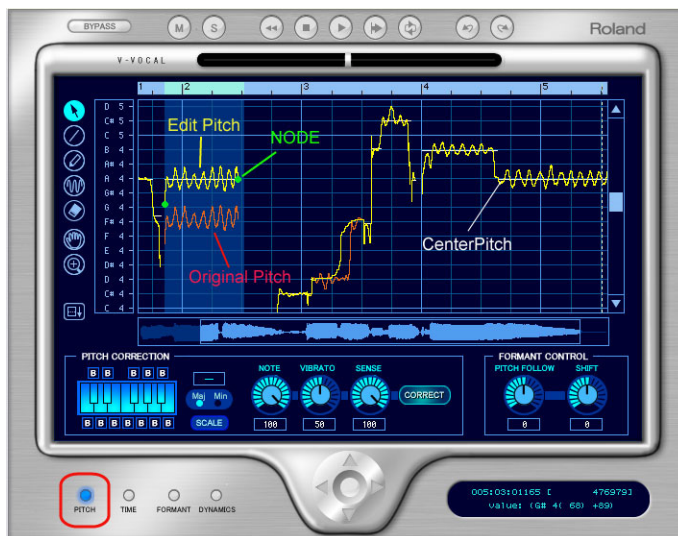 BYPASS M S Roland
V-VOCAL
1 2 3 4 5
D 5
C# 5
C 5
B 4
A# 4
A 4
G# 4
G 4
F# 4
F 4
E 4
D# 4
D 4
C# 4
C 4
Edit Pitch
NODE
CenterPitch
Original Pitch
PITCH CORRECTION
FORMANT CONTROL
B B B B B
NOTE VIBRATO SENSE
PITCH FOLLOW SHIFT
Maj Min
CORRECT
B B B B B B B
SCALE
100 50 100 0 0
PITCH TIME FORMANT DYNAMICS
005:03:01165 [ 476979]
value: (G# 4( 68) +89)